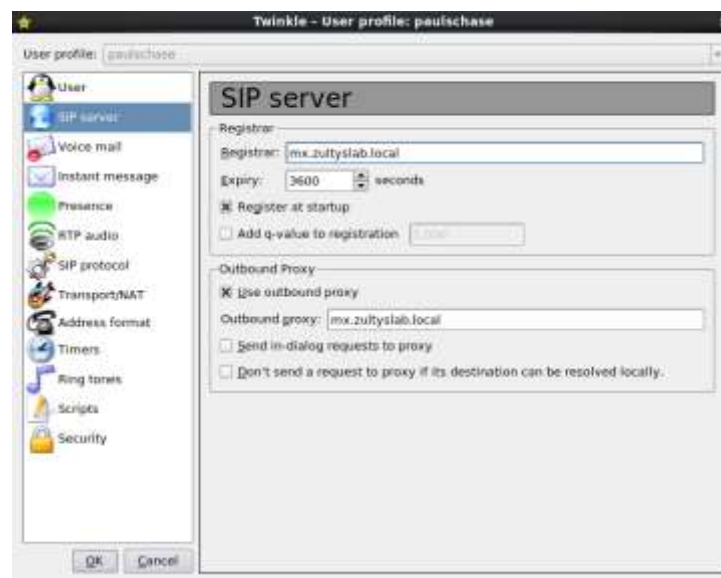 Twinkle - User profile: paulschase
User profile: paulschase
User
SIP server
Voice mail
Instant message
Presence
RTP audio
SIP protocol
Transport/NAT
Address format
Timers
Ring tones
Scripts
Security
OK Cancel
SIP server
Registrar
Registrar: mx.zultyslab.local
Expiry: 3600 seconds
Register at startup
Add q-value to registration
Outbound Proxy
Use outbound proxy
Outbound proxy: mx.zultyslab.local
Send in-dialog requests to proxy
Don't send a request to proxy if its destination can be resolved locally.